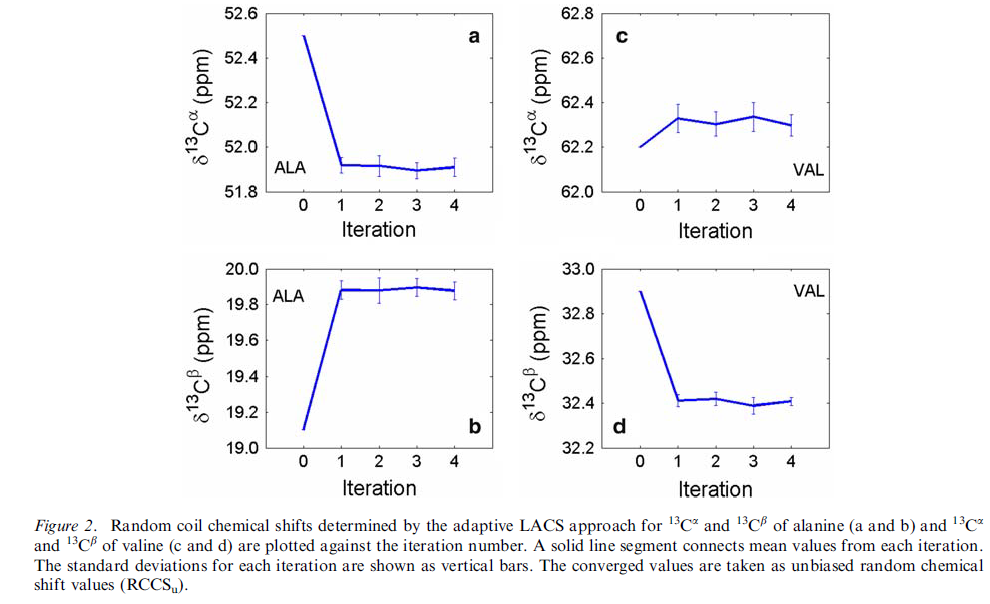 52.6
52.4
52.2
52.0
51.8
δ¹³Cᵅ (ppm)
a
ALA
0 1 2 3 4
Iteration
62.8
62.6
62.4
62.2
62.0
δ¹³Cᵅ (ppm)
c
VAL
0 1 2 3 4
Iteration
20.0
19.8
19.6
19.4
19.2
19.0
δ¹³Cᵝ (ppm)
ALA
b
0 1 2 3 4
Iteration
33.0
32.8
32.6
32.4
32.2
δ¹³Cᵝ (ppm)
VAL
d
0 1 2 3 4
Iteration
Figure 2. Random coil chemical shifts determined by the adaptive LACS approach for ¹³Cᵅ and ¹³Cᵝ of alanine (a and b) and ¹³Cᵅ
and ¹³Cᵝ of valine (c and d) are plotted against the iteration number. A solid line segment connects mean values from each iteration.
The standard deviations for each iteration are shown as vertical bars. The converged values are taken as unbiased random chemical
shift values (RCCSᵤ).